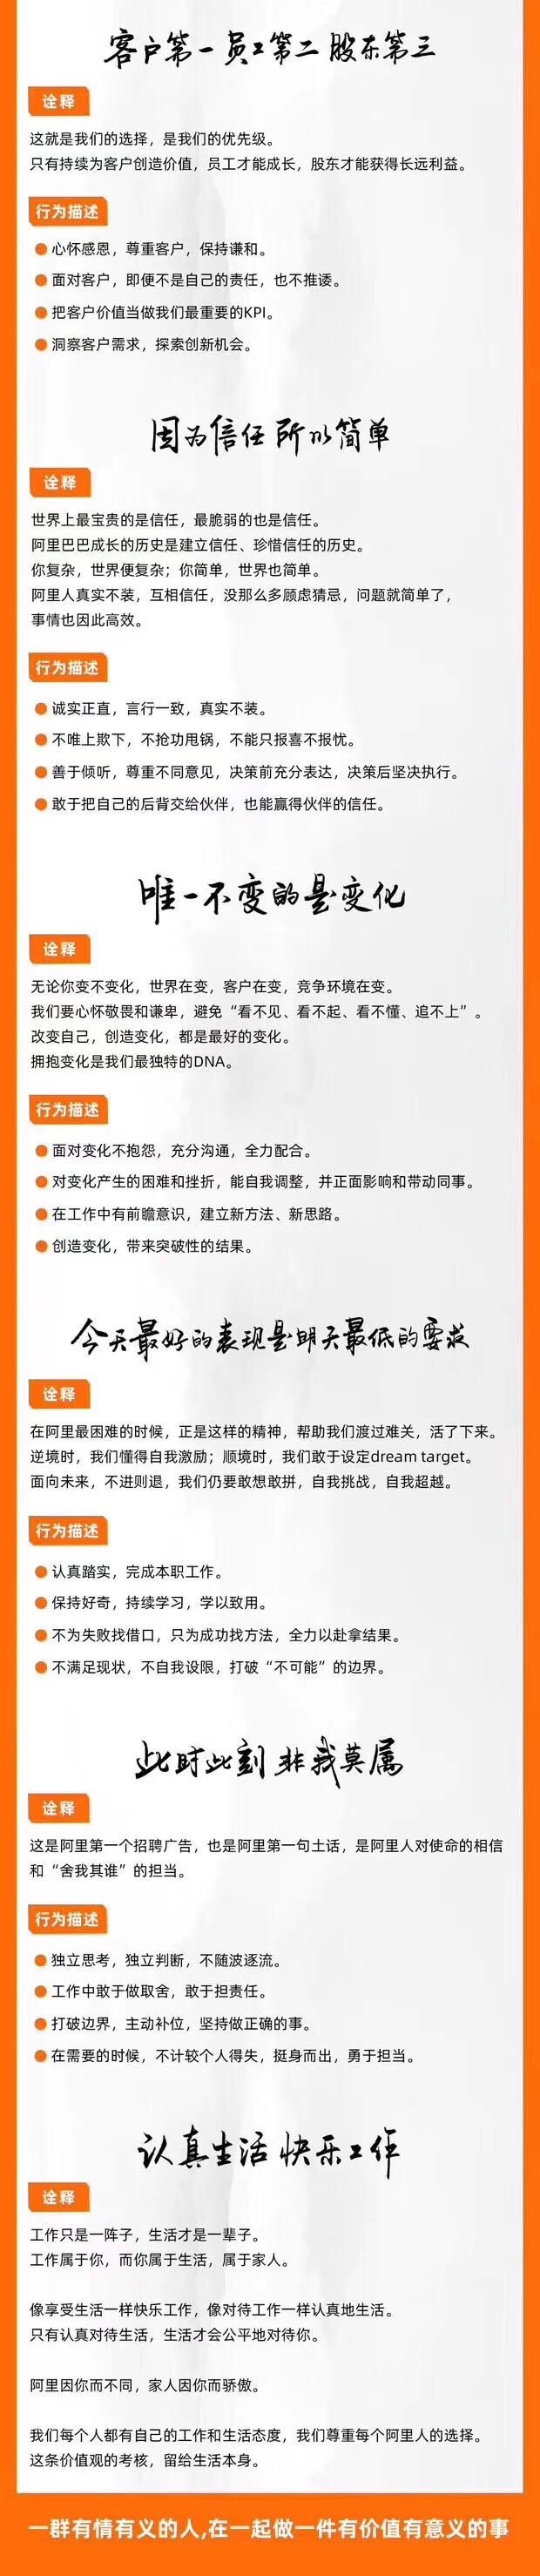 客户第一 员工第二 股东第三
诠释
这就是我们的选择，是我们的优先级。
只有持续为客户创造价值，员工才能成长，股东才能获得长远利益。
行为描述
● 心怀感恩，尊重客户，保持谦和。
● 面对客户，即便不是自己的责任，也不推诿。
● 把客户价值当做我们最重要的KPI。
● 洞察客户需求，探索创新机会。
因为信任 所以简单
诠释
世界上最宝贵的是信任，最脆弱的也是信任。
阿里巴巴成长的历史是建立信任、珍惜信任的历史。
你复杂，世界便复杂；你简单，世界也简单。
阿里人真实不装，互相信任，没那么多顾虑猜忌，问题就简单了，
事情也因此高效。
行为描述
● 诚实正直，言行一致，真实不装。
● 不唯上欺下，不抢功甩锅，不能只报喜不报忧。
● 善于倾听，尊重不同意见，决策前充分表达，决策后坚决执行。
● 敢于把自己的后背交给伙伴，也能赢得伙伴的信任。
唯一不变的是变化
诠释
无论你变不变化，世界在变，客户在变，竞争环境在变。
我们要心怀敬畏和谦卑，避免“看不见、看不起、看不懂、追不上”。
改变自己，创造变化，都是最好的变化。
拥抱变化是我们最独特的DNA。
行为描述
● 面对变化不抱怨，充分沟通，全力配合。
● 对变化产生的困难和挫折，能自我调整，并正面影响和带动同事。
● 在工作中有前瞻意识，建立新方法、新思路。
● 创造变化，带来突破性的结果。
今天最好的表现是明天最低的要求
诠释
在阿里最困难的时候，正是这样的精神，帮助我们渡过难关，活了下来。
逆境时，我们懂得自我激励；顺境时，我们敢于设定dream target。
面向未来，不进则退，我们仍要敢想敢拼，自我挑战，自我超越。
行为描述
● 认真踏实，完成本职工作。
● 保持好奇，持续学习，学以致用。
● 不为失败找借口，只为成功找方法，全力以赴拿结果。
● 不满足现状，不自我设限，打破“不可能”的边界。
此时此刻 非我莫属
诠释
这是阿里第一个招聘广告，也是阿里第一句土话，是阿里人对使命的相信
和“舍我其谁”的担当。
行为描述
● 独立思考，独立判断，不随波逐流。
● 工作中敢于做取舍，敢于担责任。
● 打破边界，主动补位，坚持做正确的事。
● 在需要的时候，不计较个人得失，挺身而出，勇于担当。
认真生活 快乐工作
诠释
工作只是一阵子，生活才是一辈子。
工作属于你，而你属于生活，属于家人。
像享受生活一样快乐工作，像对待工作一样认真地生活。
只有认真对待生活，生活才会公平地对待你。
阿里因你而不同，家人因你而骄傲。
我们每个人都有自己的工作和生活态度，我们尊重每个阿里人的选择。
这条价值观的考核，留给生活本身。
一群有情有义的人,在一起做一件有价值有意义的事